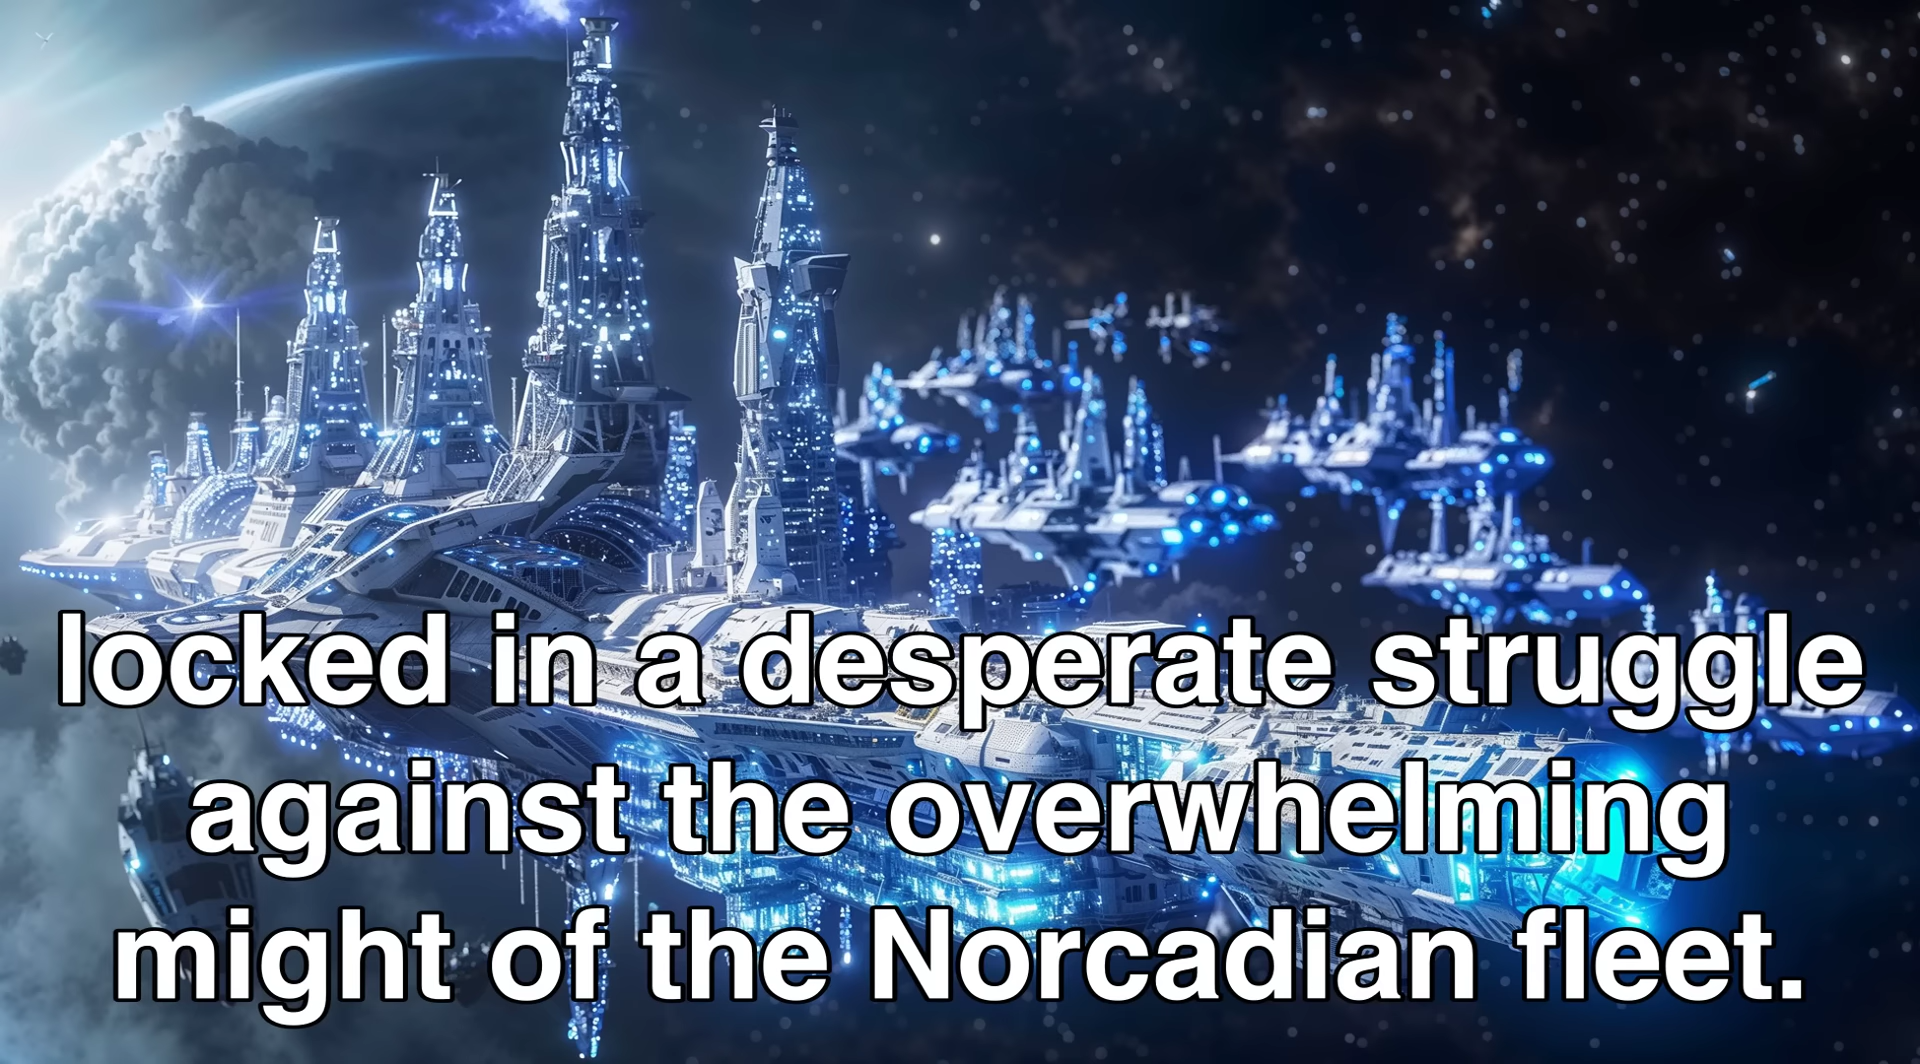 locked in a desperate struggle
against the overwhelming
might of the Norcadian fleet.